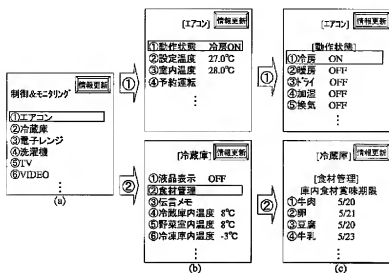 情報更新
制御&モニタリング
①エアコン
②冷蔵庫
③電子レンジ
④洗濯機
⑤TV
⑥VIDEO
⋮
(a)
①
②
[エアコン] 情報更新
①動作状態 冷房ON
②設定温度 27.0℃
③室内温度 28.0℃
④予約運転
⋮
[冷蔵庫] 情報更新
①液晶表示 OFF
②食材管理
③伝言メモ
④冷蔵庫内温度 8℃
⑤野菜室内温度 8℃
⑥冷凍庫内温度 -3℃
⋮
(b)
①
②
[エアコン] 情報更新
[動作状態]
①冷房 ON
②暖房 OFF
③ドライ OFF
④加湿 OFF
⑤換気 OFF
⋮
[冷蔵庫] 情報更新
[食材管理]
庫内食材賞味期限
①牛肉 5/20
②卵 5/21
③豆腐 5/20
④牛乳 5/23
⋮
(c)